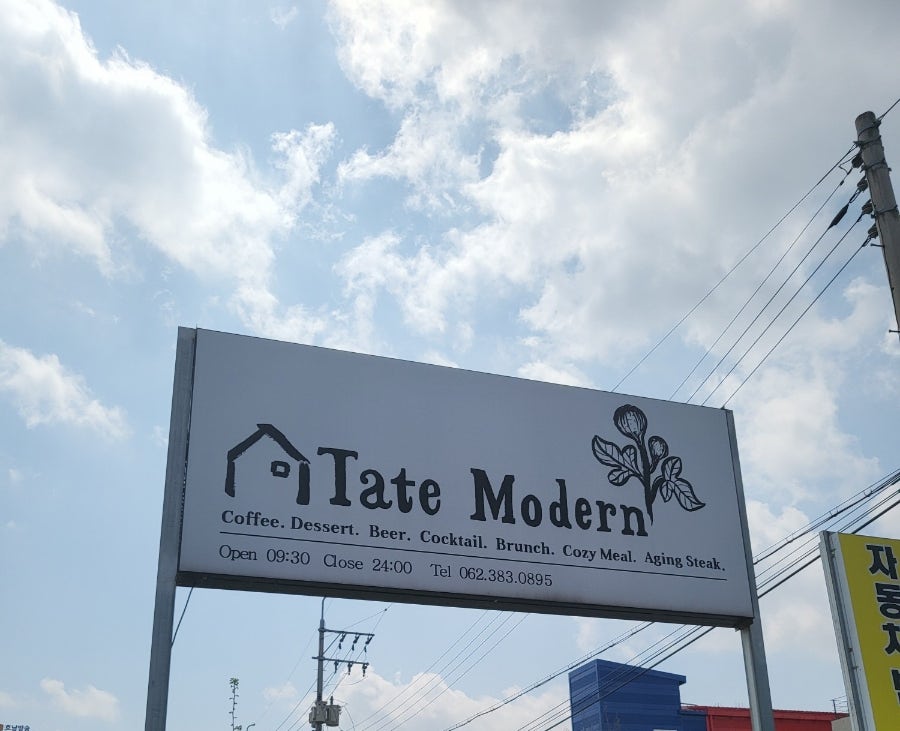 Tate Modern
Coffee. Dessert. Beer. Cocktail. Brunch. Cozy Meal. Aging Steak.
Open 09:30 Close 24:00 Tel 062.383.0895
자동차